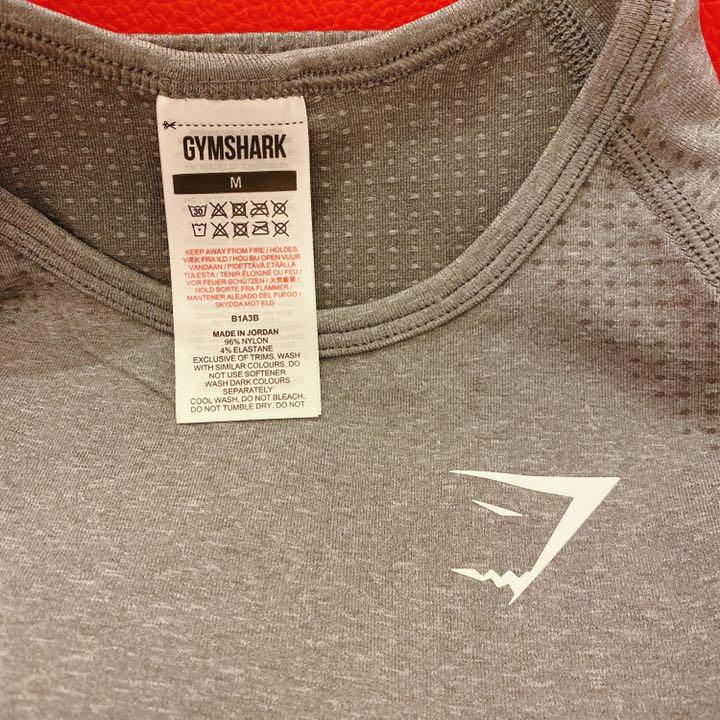 GYMSHARK
M
30
KEEP AWAY FROM FIRE / HOLDES
VÆK FRA ILD / HOU BIJ OPEN VUUR
VANDAAN / PIDETTÄVÄ ETÄÄLLÄ
TULESTA / TENIR ÉLOIGNÉ DU FEU /
VOR FEUER SCHÜTZEN / 火気厳禁 /
HOLD BORTE FRA FLAMMER /
MANTENER ALEJADO DEL FUEGO /
SKYDDA MOT ELD
B1A3B
MADE IN JORDAN
96% NYLON
4% ELASTANE
EXCLUSIVE OF TRIMS, WASH
WITH SIMILAR COLOURS, DO
NOT USE SOFTENER
WASH DARK COLOURS
SEPARATELY
COOL WASH, DO NOT BLEACH,
DO NOT TUMBLE DRY. DO NOT